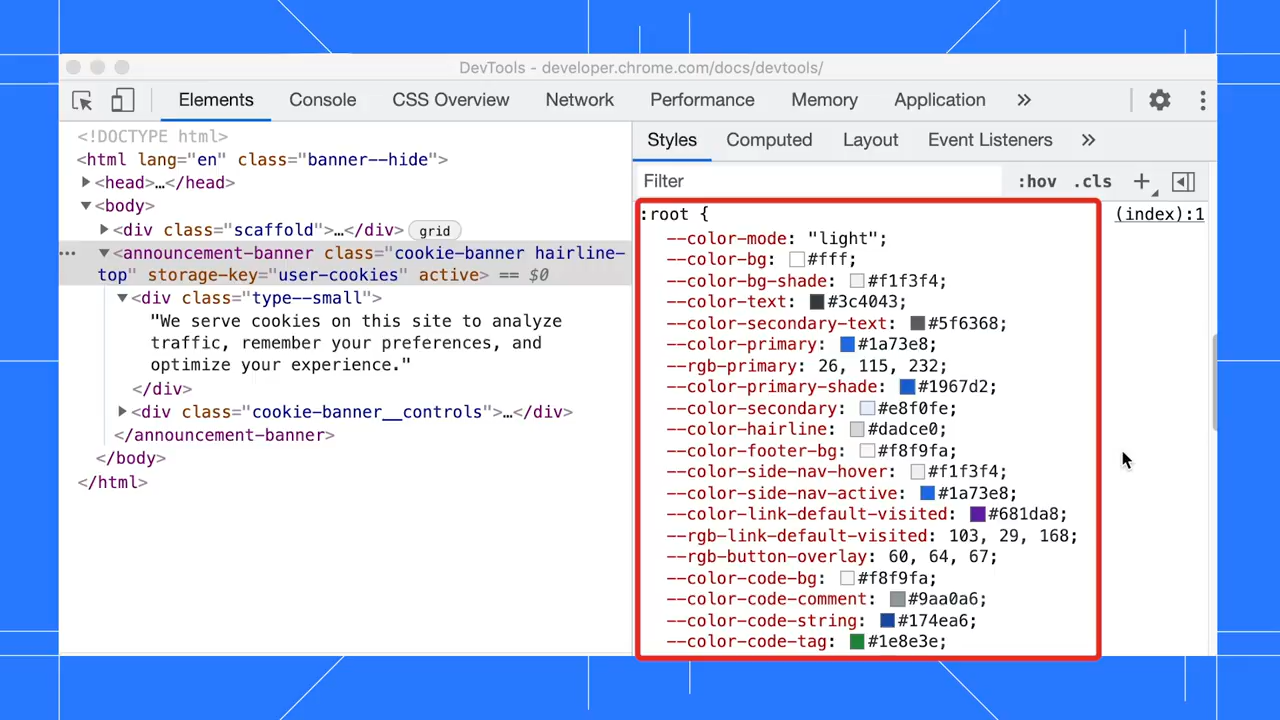 DevTools - developer.chrome.com/docs/devtools/
Elements Console CSS Overview Network Performance Memory Application »
<!DOCTYPE html>
<html lang="en" class="banner--hide">
<head>…</head>
<body>
<div class="scaffold">…</div> grid
<announcement-banner class="cookie-banner hairline-
top" storage-key="user-cookies" active> == $0
<div class="type--small">
"We serve cookies on this site to analyze
traffic, remember your preferences, and
optimize your experience."
</div>
<div class="cookie-banner__controls">…</div>
</announcement-banner>
</body>
</html>
Styles Computed Layout Event Listeners »
Filter :hov .cls +
:root { (index):1
--color-mode: "light";
--color-bg: #fff;
--color-bg-shade: #f1f3f4;
--color-text: #3c4043;
--color-secondary-text: #5f6368;
--color-primary: #1a73e8;
--rgb-primary: 26, 115, 232;
--color-primary-shade: #1967d2;
--color-secondary: #e8f0fe;
--color-hairline: #dadce0;
--color-footer-bg: #f8f9fa;
--color-side-nav-hover: #f1f3f4;
--color-side-nav-active: #1a73e8;
--color-link-default-visited: #681da8;
--rgb-link-default-visited: 103, 29, 168;
--rgb-button-overlay: 60, 64, 67;
--color-code-bg: #f8f9fa;
--color-code-comment: #9aa0a6;
--color-code-string: #174ea6;
--color-code-tag: #1e8e3e;